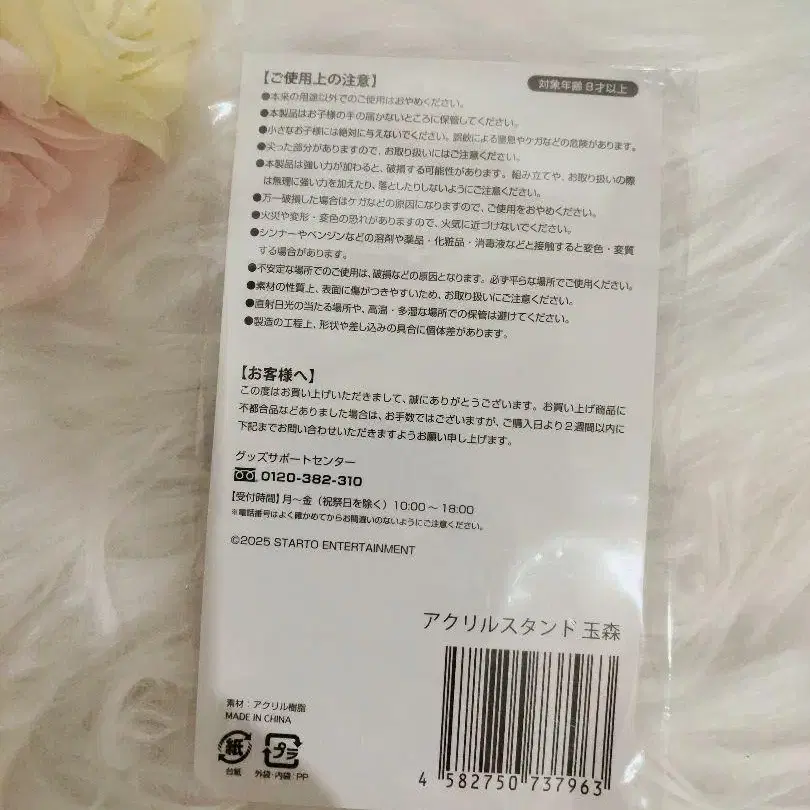 【ご使用上の注意】
対象年齢 8才以上
●本来の用途以外でのご使用はおやめください。
●本製品はお子様の手の届かないところに保管してください。
●小さなお子様には絶対に与えないでください。誤飲による窒息やケガなどの危険があります。
●尖った部分がありますので、お取り扱いにはご注意ください。
●本製品は強い力が加わると、破損する可能性があります。組み立てや、お取り扱いの際
は無理に強い力を加えたり、落としたりしないようにご注意ください。
●万一破損した場合はケガなどの原因になりますので、ご使用をおやめください。
●火災や変形・変色の恐れがありますので、火気に近づけないでください。
●シンナーやベンジンなどの溶剤や薬品・化粧品・消毒液などと接触すると変色・変質
する場合があります。
●不安定な場所でのご使用は、破損などの原因となります。必ず平らな場所でご使用ください。
●素材の性質上、表面に傷がつきやすいため、お取り扱いにご注意ください。
●直射日光の当たる場所や、高温・多湿な場所での保管は避けてください。
●製造の工程上、形状や差し込みの具合に個体差があります。
【お客様へ】
この度はお買い上げいただきまして、誠にありがとうございます。お買い上げ商品に
不都合品などありました場合は、お手数ではございますが、ご購入日より2週間以内に
下記までお問い合わせいただきますようお願い申し上げます。
グッズサポートセンター
0120-382-310
【受付時間】月〜金（祝祭日を除く）10:00〜18:00
※電話番号はよく確かめてからお間違いのないようにご注意ください。
©2025 STARTO ENTERTAINMENT
アクリルスタンド 玉森
素材：アクリル樹脂
MADE IN CHINA
紙
プラ
台紙
外袋・内袋：PP
4 582750 737963